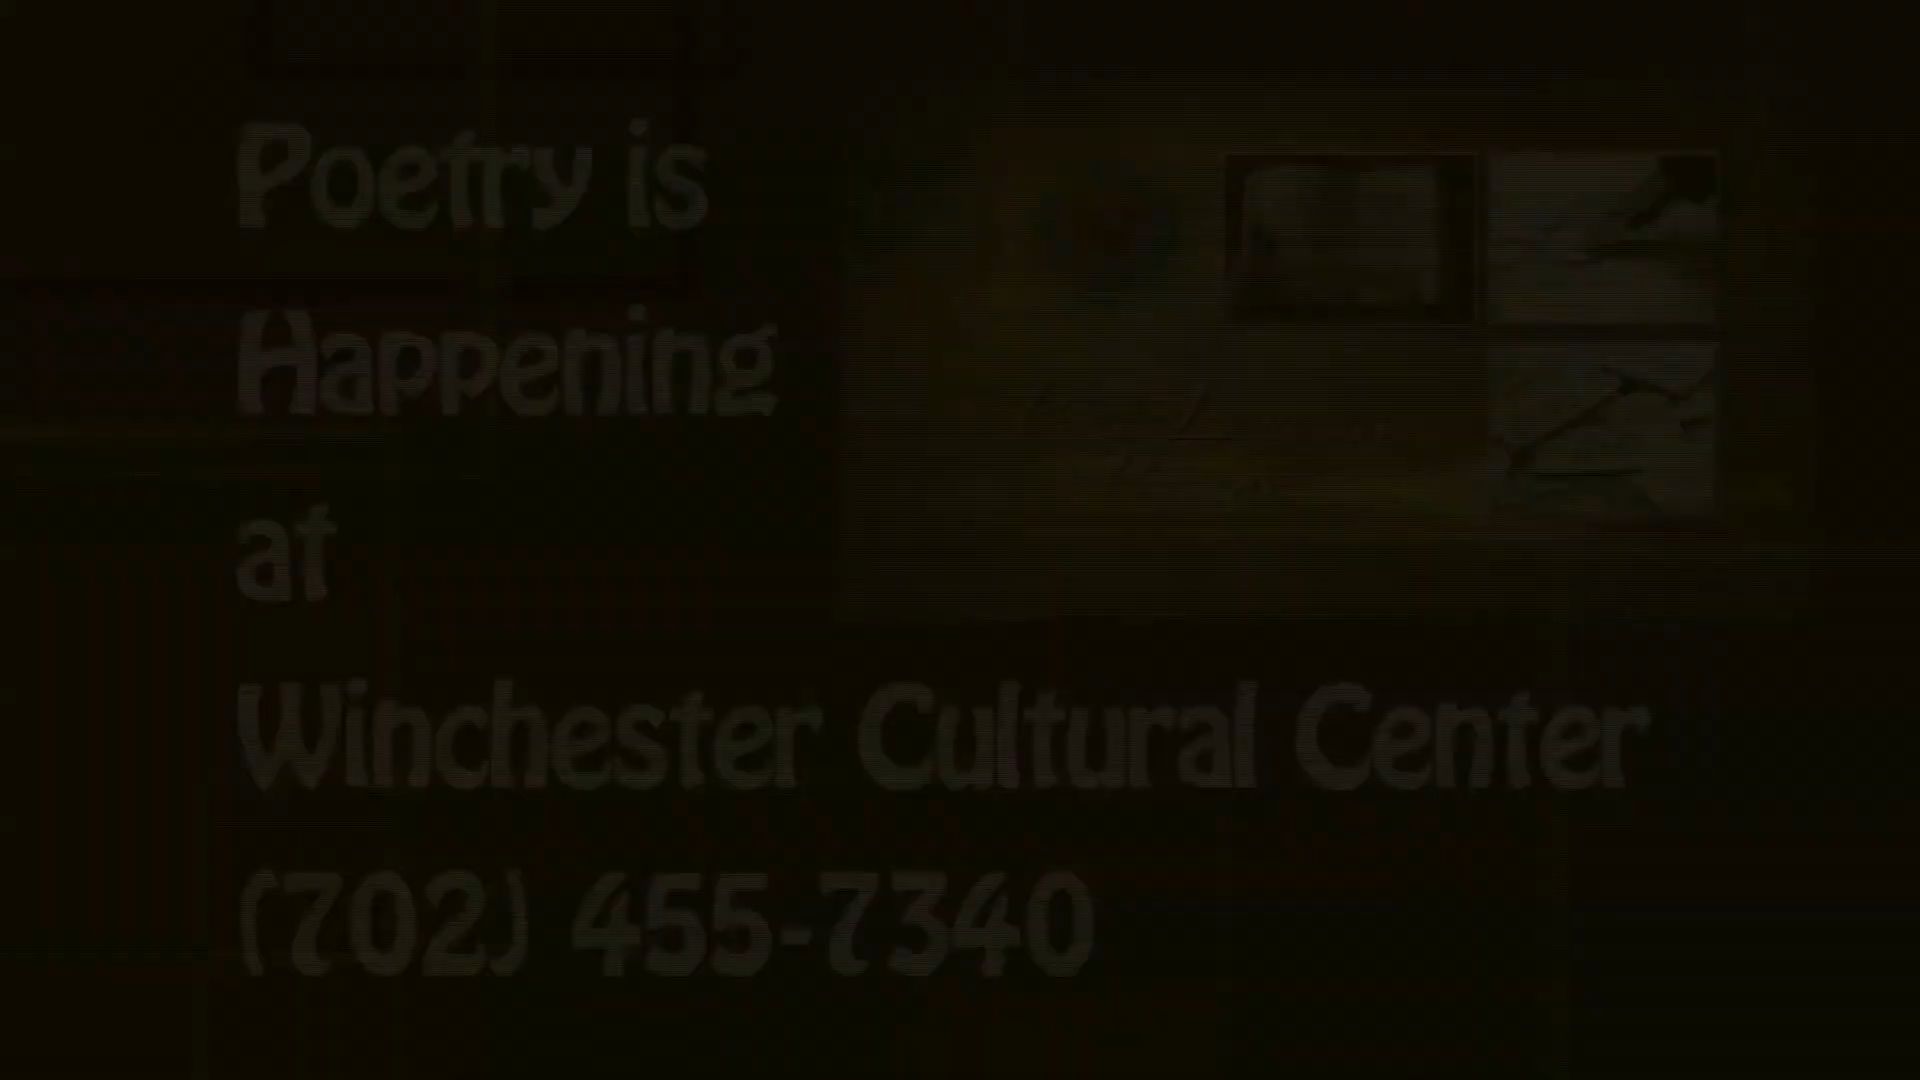 Poetry is
Happening
at
Winchester Cultural Center
(702) 455-7340